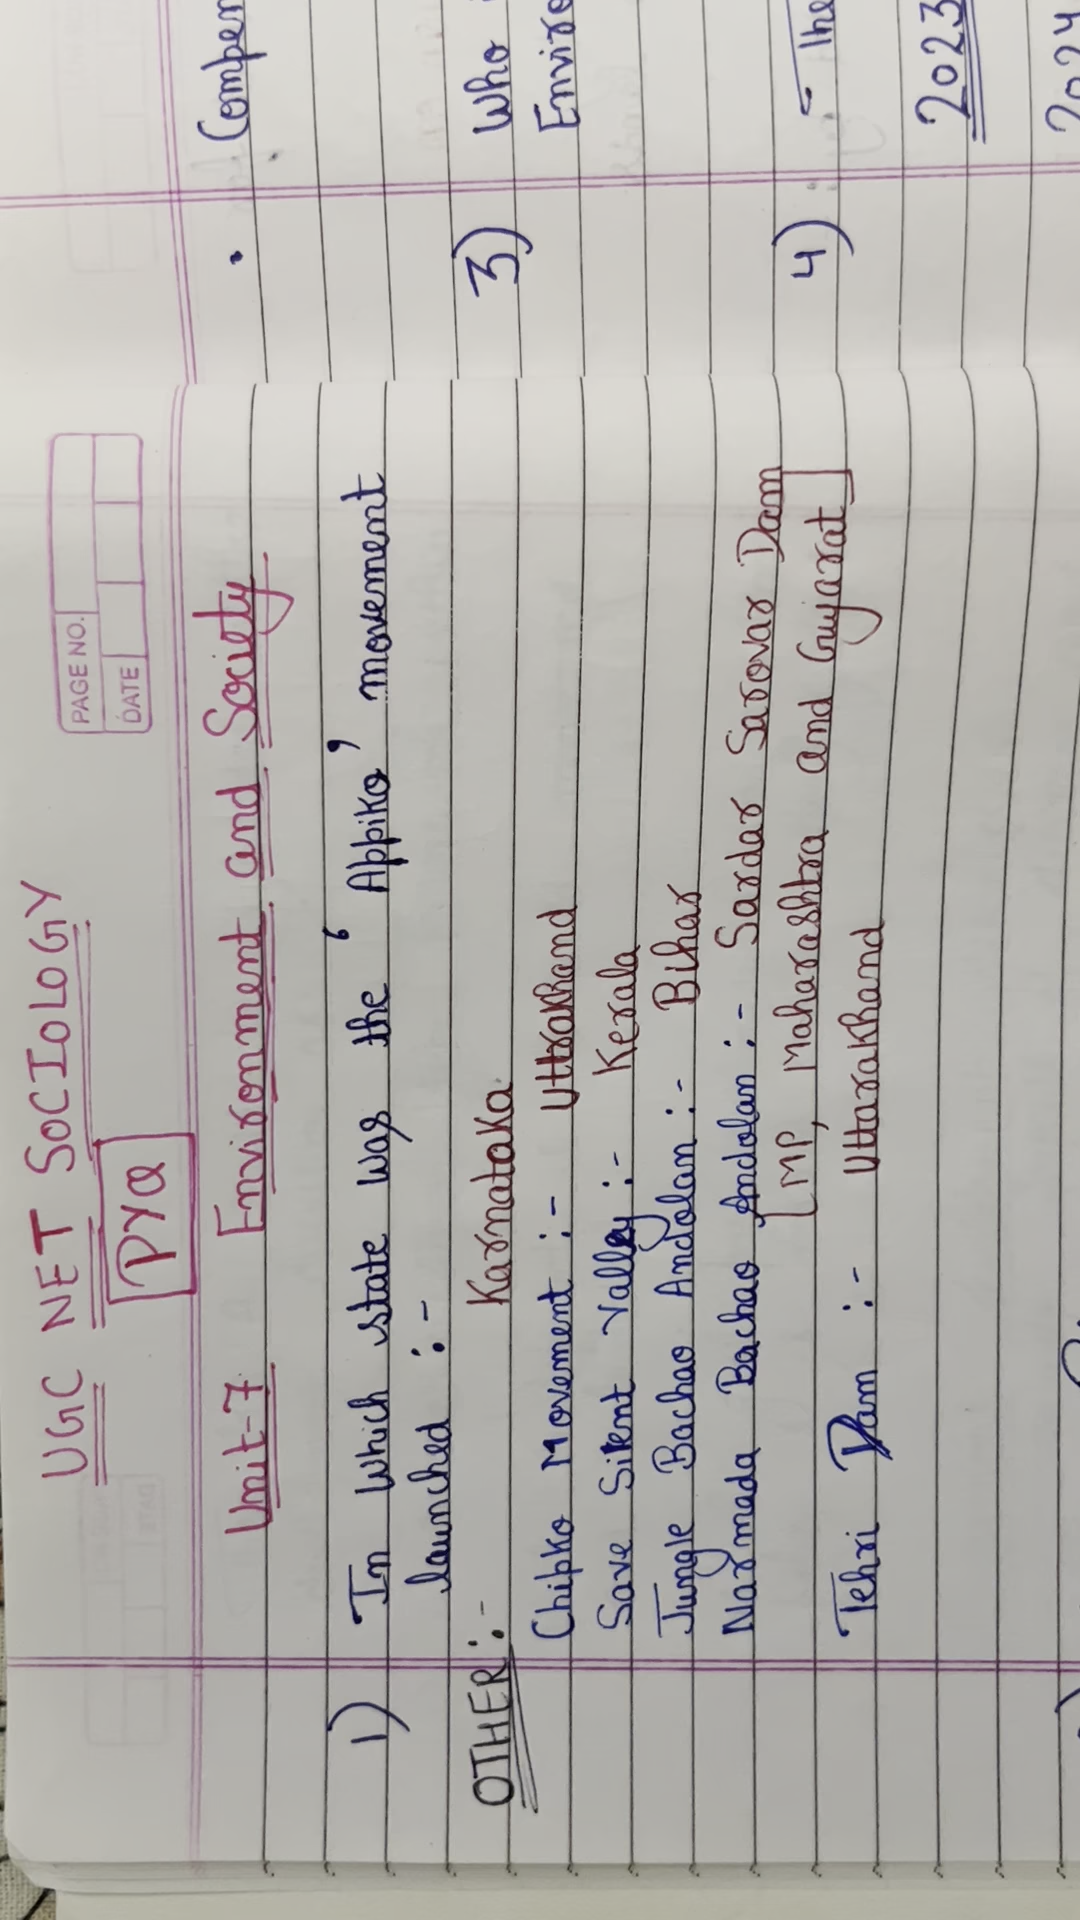 UGC NET SOCIOLOGY
PYQ
PAGE NO.
DATE
Unit-7 Environment and Society
1) In Which state was the ' Appiko ' movement
launched :-
Karnataka
OTHER:-
Chipko Movement :- Uttrakhand
Save Silent Valley :- Kerala
Jungle Bachao Andolan :- Bihar
Narmada Bachao Andolan :- Sardar Sarovar Dam
[MP, Maharashtra and Gujarat]
Tehri Dam :- Uttarakhand
3) Who
4) - The
2023
2024